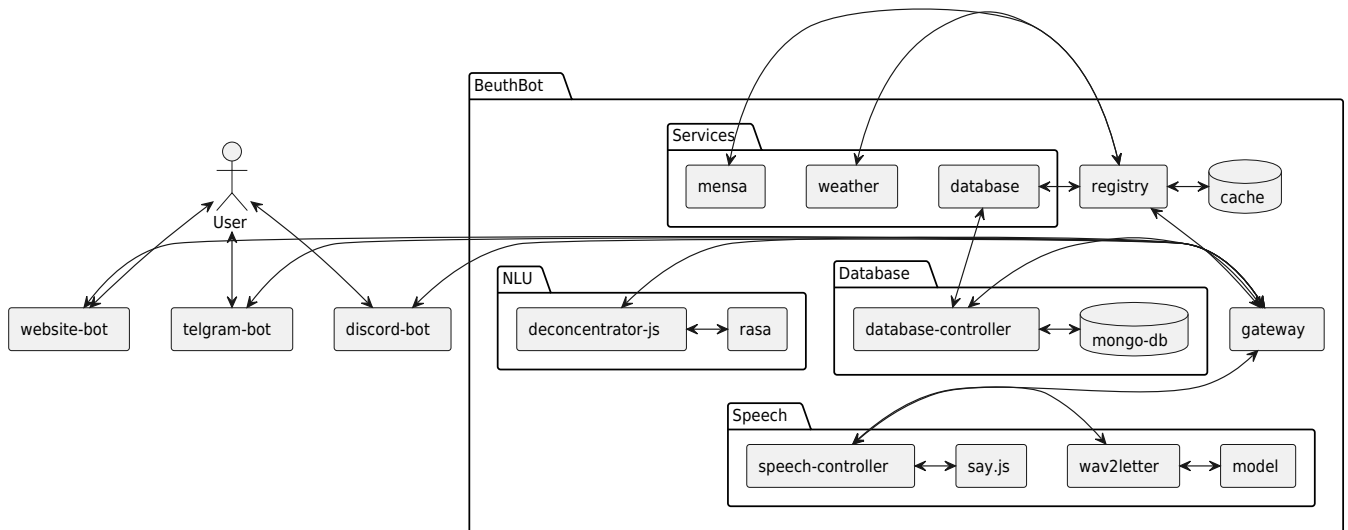 BeuthBot
Services
mensa
weather
database
registry
cache
User
NLU
Database
website-bot
telgram-bot
discord-bot
deconcentrator-js
rasa
database-controller
mongo-db
gateway
Speech
speech-controller
say.js
wav2letter
model